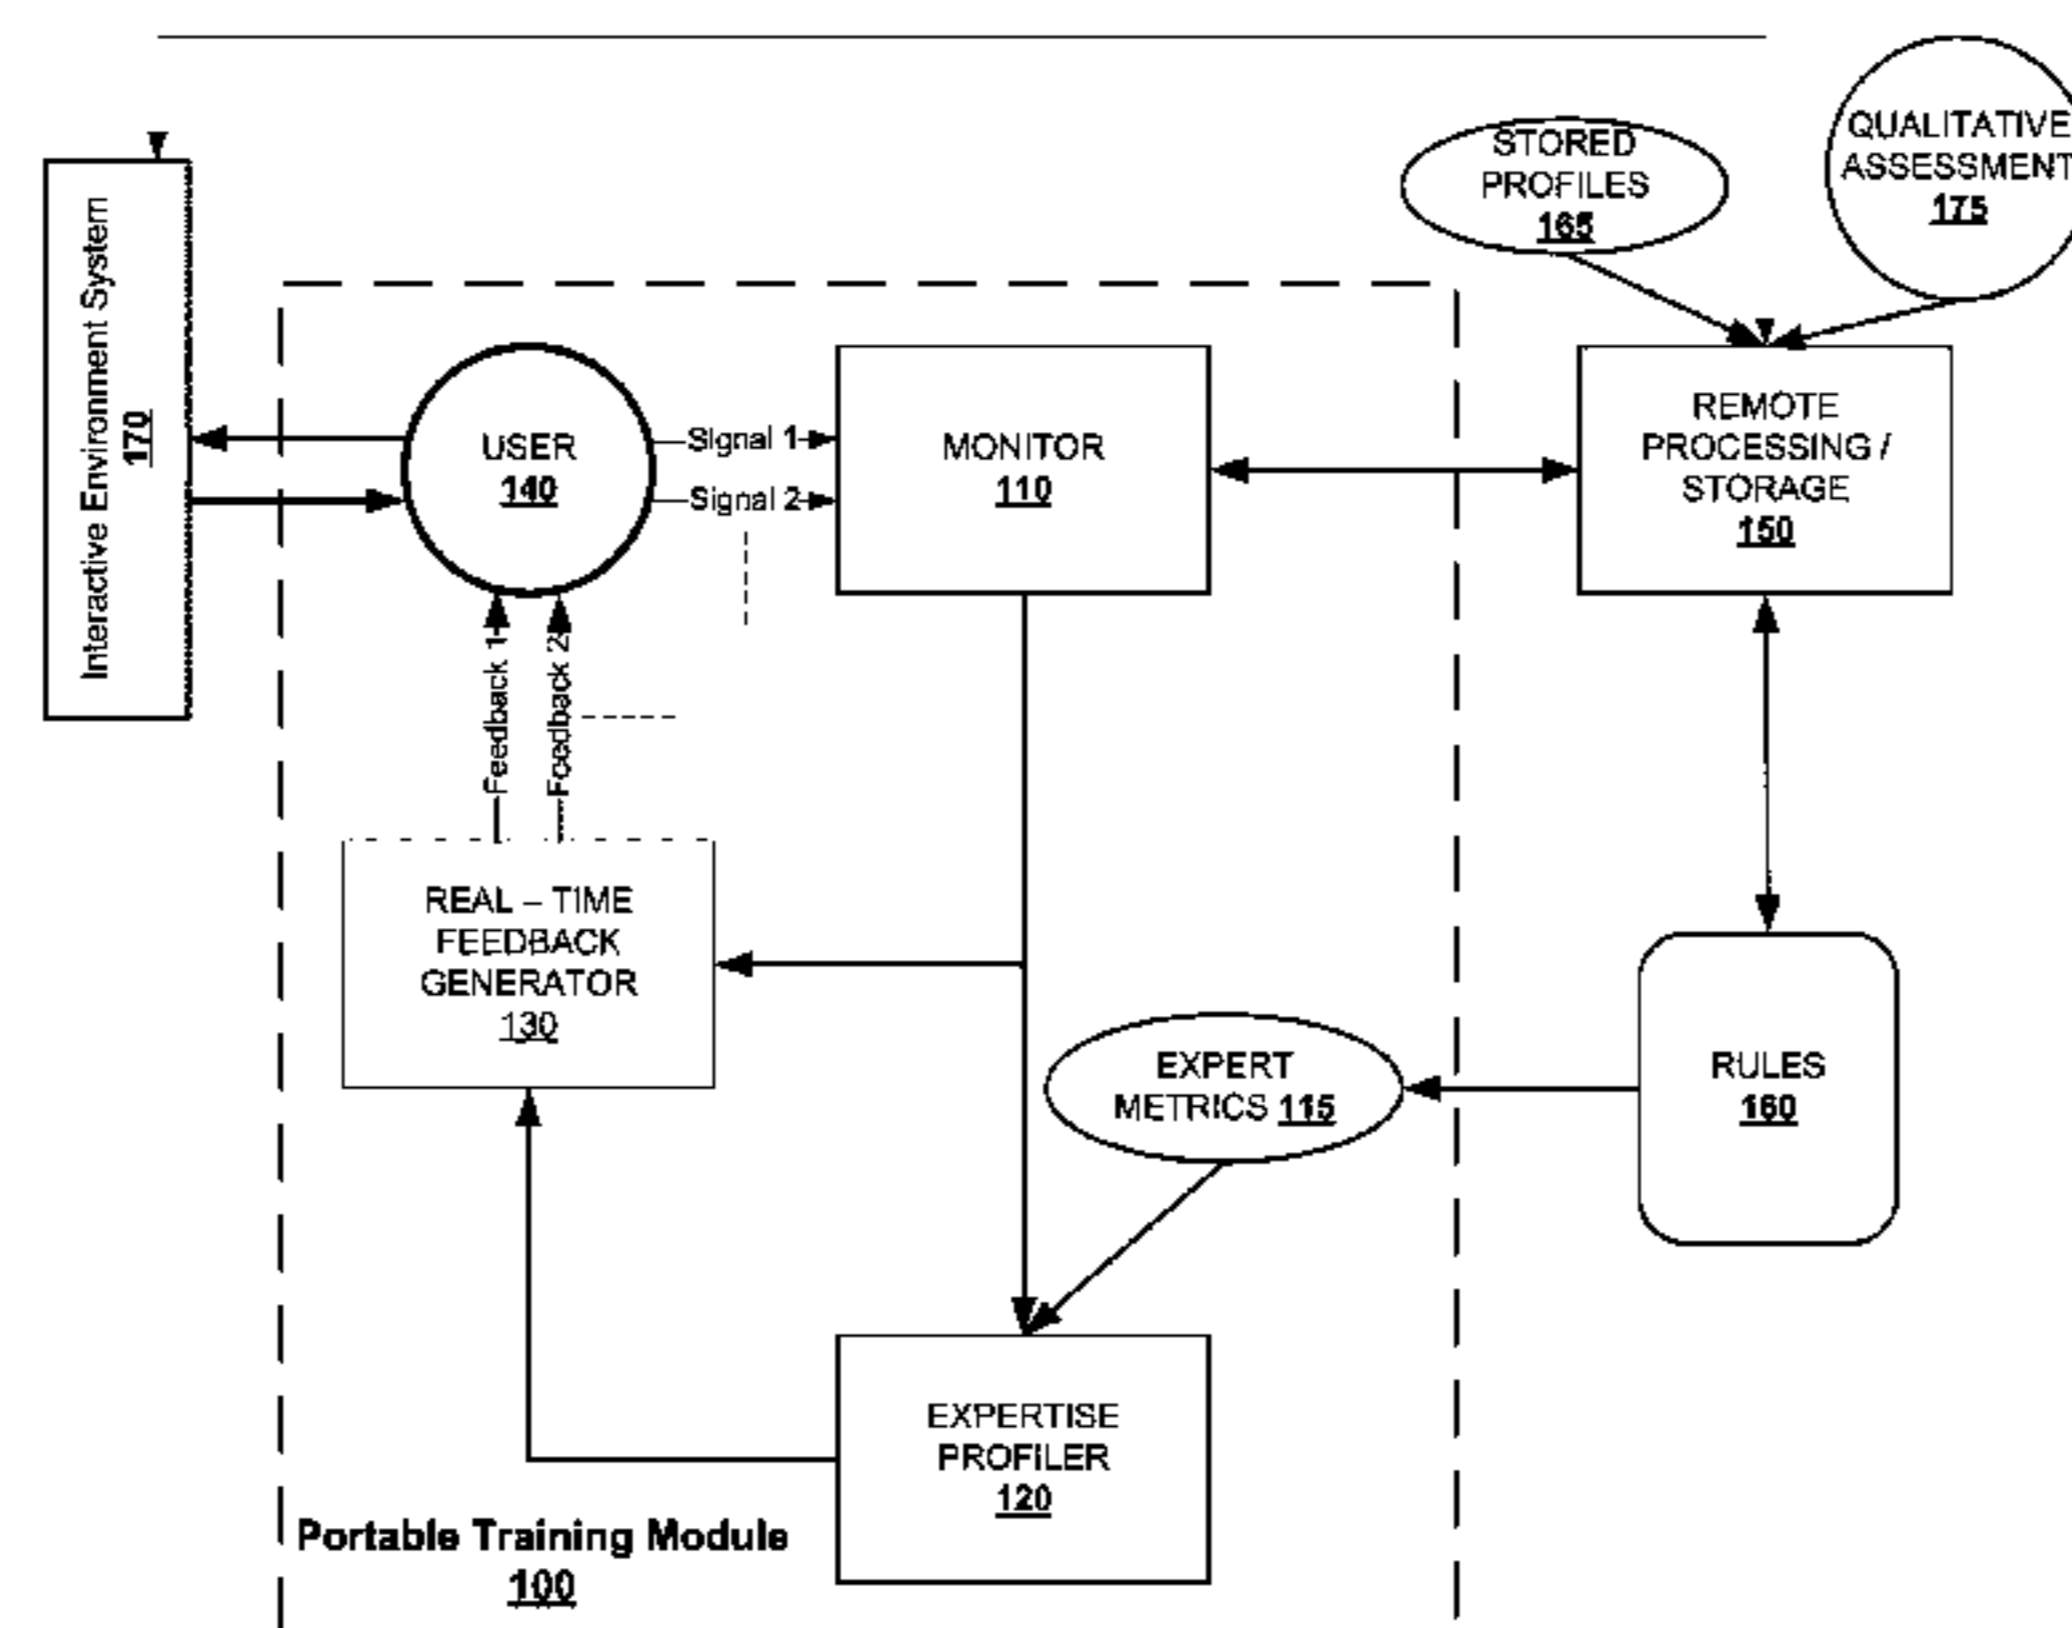 STORED
PROFILES
165
QUALITATIVE
ASSESSMENT
175
Interactive Environment System
170
USER
140
Signal 1
Signal 2
MONITOR
110
REMOTE
PROCESSING /
STORAGE
150
Feedback 1
Feedback 2
REAL – TIME
FEEDBACK
GENERATOR
130
EXPERT
METRICS 115
RULES
160
EXPERTISE
PROFILER
120
Portable Training Module
100